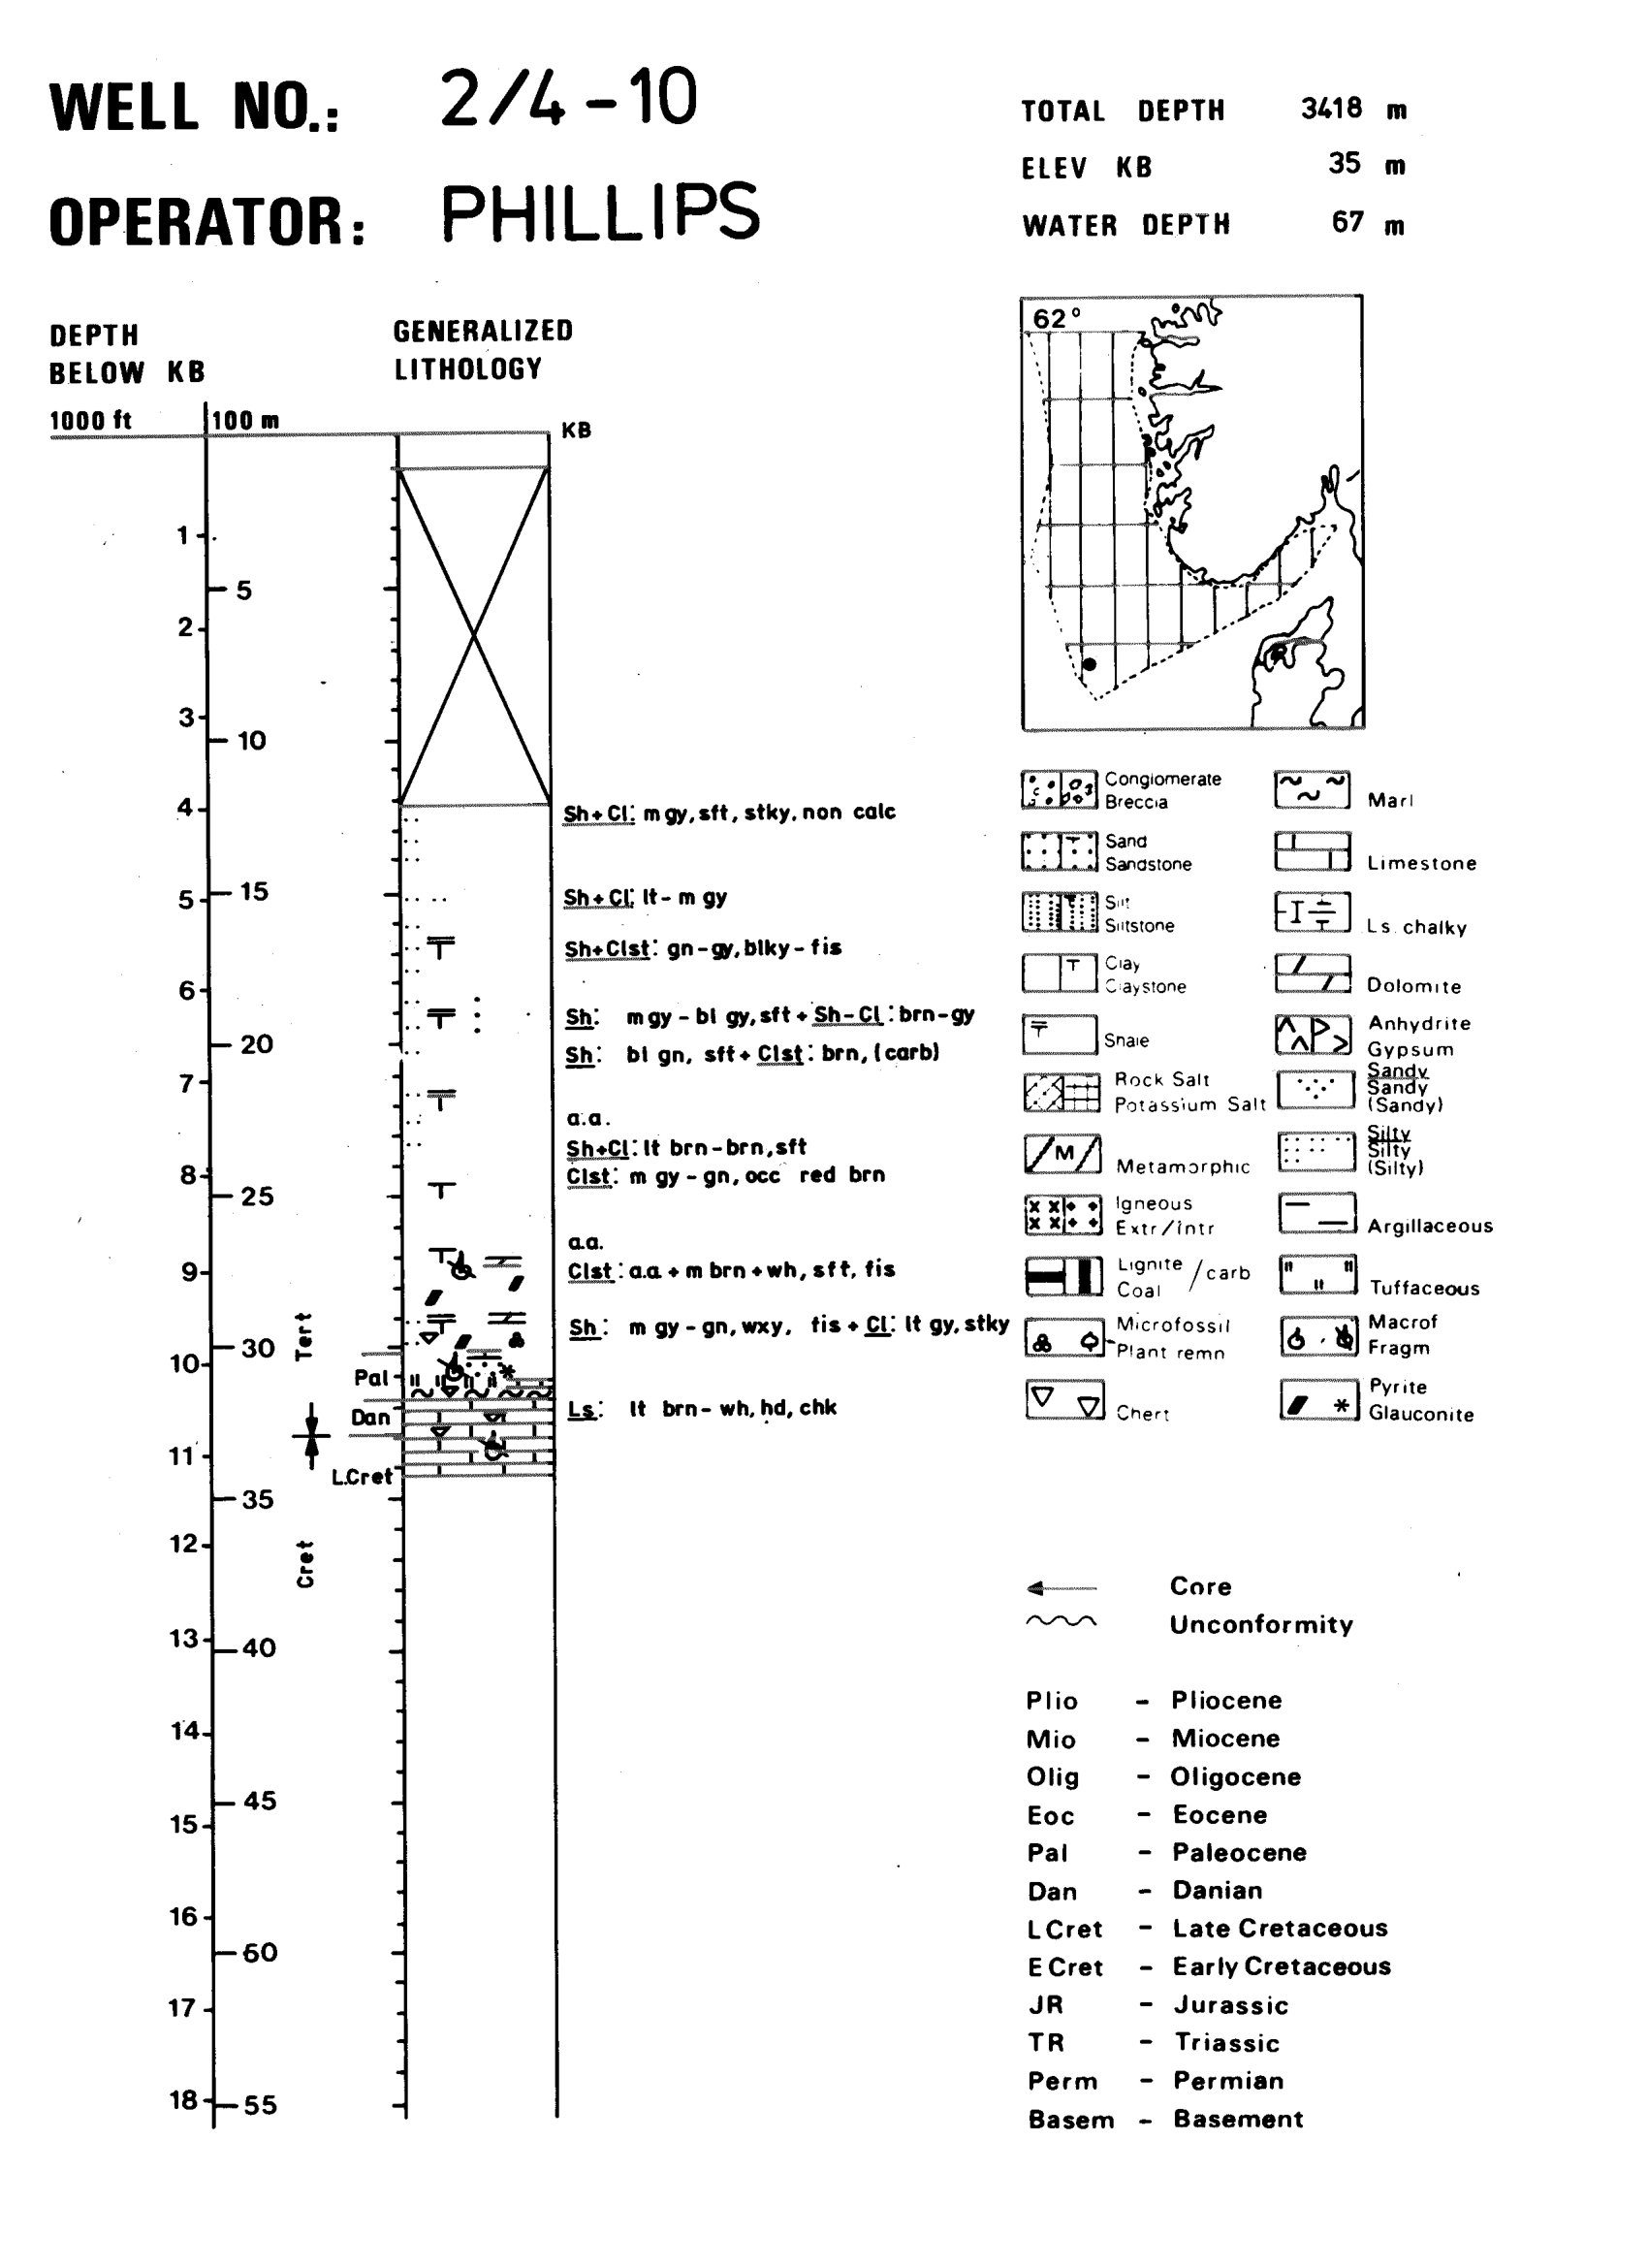 WELL NO.: 2/4-10
OPERATOR: PHILLIPS
TOTAL DEPTH 3418 m
ELEV KB 35 m
WATER DEPTH 67 m
DEPTH
BELOW KB
GENERALIZED
LITHOLOGY
1000 ft 100 m
KB
62°
1
5
2
3
10
4
5
15
6
20
7
8
25
9
30
10
11
35
12
13
40
14
45
15
16
60
17
18
55
Tert
Cret
Pal
Dan
L.Cret
Sh+Cl: m gy, sft, stky, non calc
Sh+Cl: lt-m gy
Sh+Clst: gn-gy, blky-fis
Sh: m gy-bl gy, sft + Sh-Cl: brn-gy
Sh: bl gn, sft + Clst: brn, (carb)
a.a.
Sh+Cl: lt brn-brn, sft
Clst: m gy-gn, occ red brn
a.a.
Clst: a.a + m brn + wh, sft, fis
Sh: m gy-gn, wxy, fis + Cl: lt gy, stky
Ls: lt brn-wh, hd, chk
Conglomerate
Breccia
Marl
Sand
Sandstone
Limestone
Silt
Siltstone
Ls. chalky
Clay
Claystone
Dolomite
Shale
Anhydrite
Gypsum
Rock Salt
Potassium Salt
Sandy
Sandy
(Sandy)
M
Metamorphic
Silty
Silty
(Silty)
Igneous
Extr/Intr
Argillaceous
Lignite
Coal /carb
Tuffaceous
Microfossil
Plant remn
Macrof
Fragm
Chert
Pyrite
Glauconite
Core
Unconformity
Plio - Pliocene
Mio - Miocene
Olig - Oligocene
Eoc - Eocene
Pal - Paleocene
Dan - Danian
L Cret - Late Cretaceous
E Cret - Early Cretaceous
JR - Jurassic
TR - Triassic
Perm - Permian
Basem - Basement